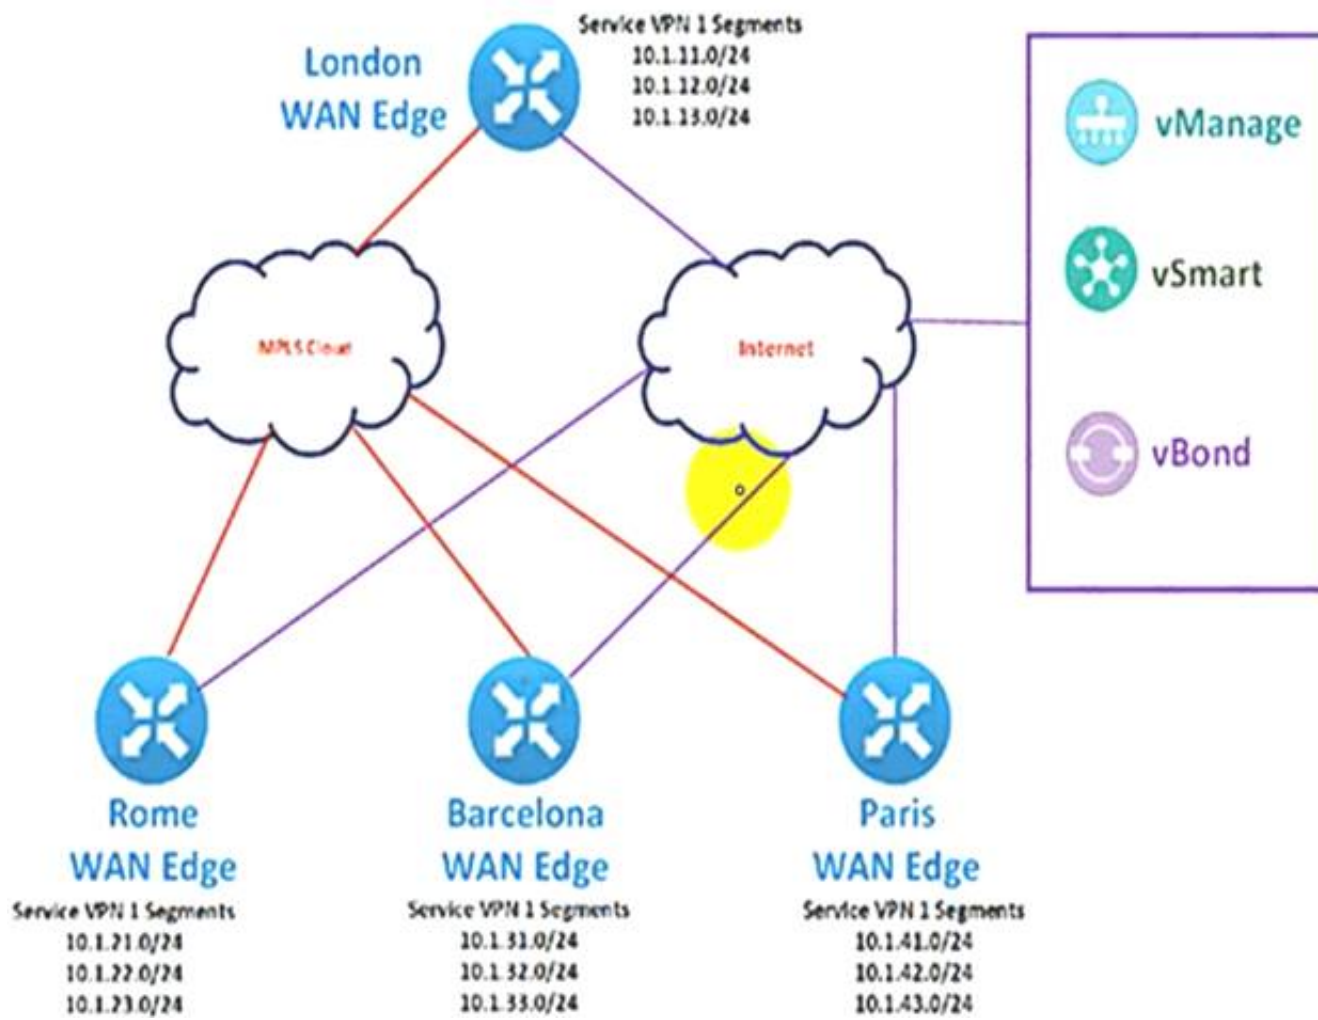 Service VPN 1 Segments
10.1.11.0/24
10.1.12.0/24
10.1.13.0/24
London
WAN Edge
vManage
vSmart
vBond
MPLS Cloud
Internet
Rome
WAN Edge
Service VPN 1 Segments
10.1.21.0/24
10.1.22.0/24
10.1.23.0/24
Barcelona
WAN Edge
Service VPN 1 Segments
10.1.31.0/24
10.1.32.0/24
10.1.33.0/24
Paris
WAN Edge
Service VPN 1 Segments
10.1.41.0/24
10.1.42.0/24
10.1.43.0/24